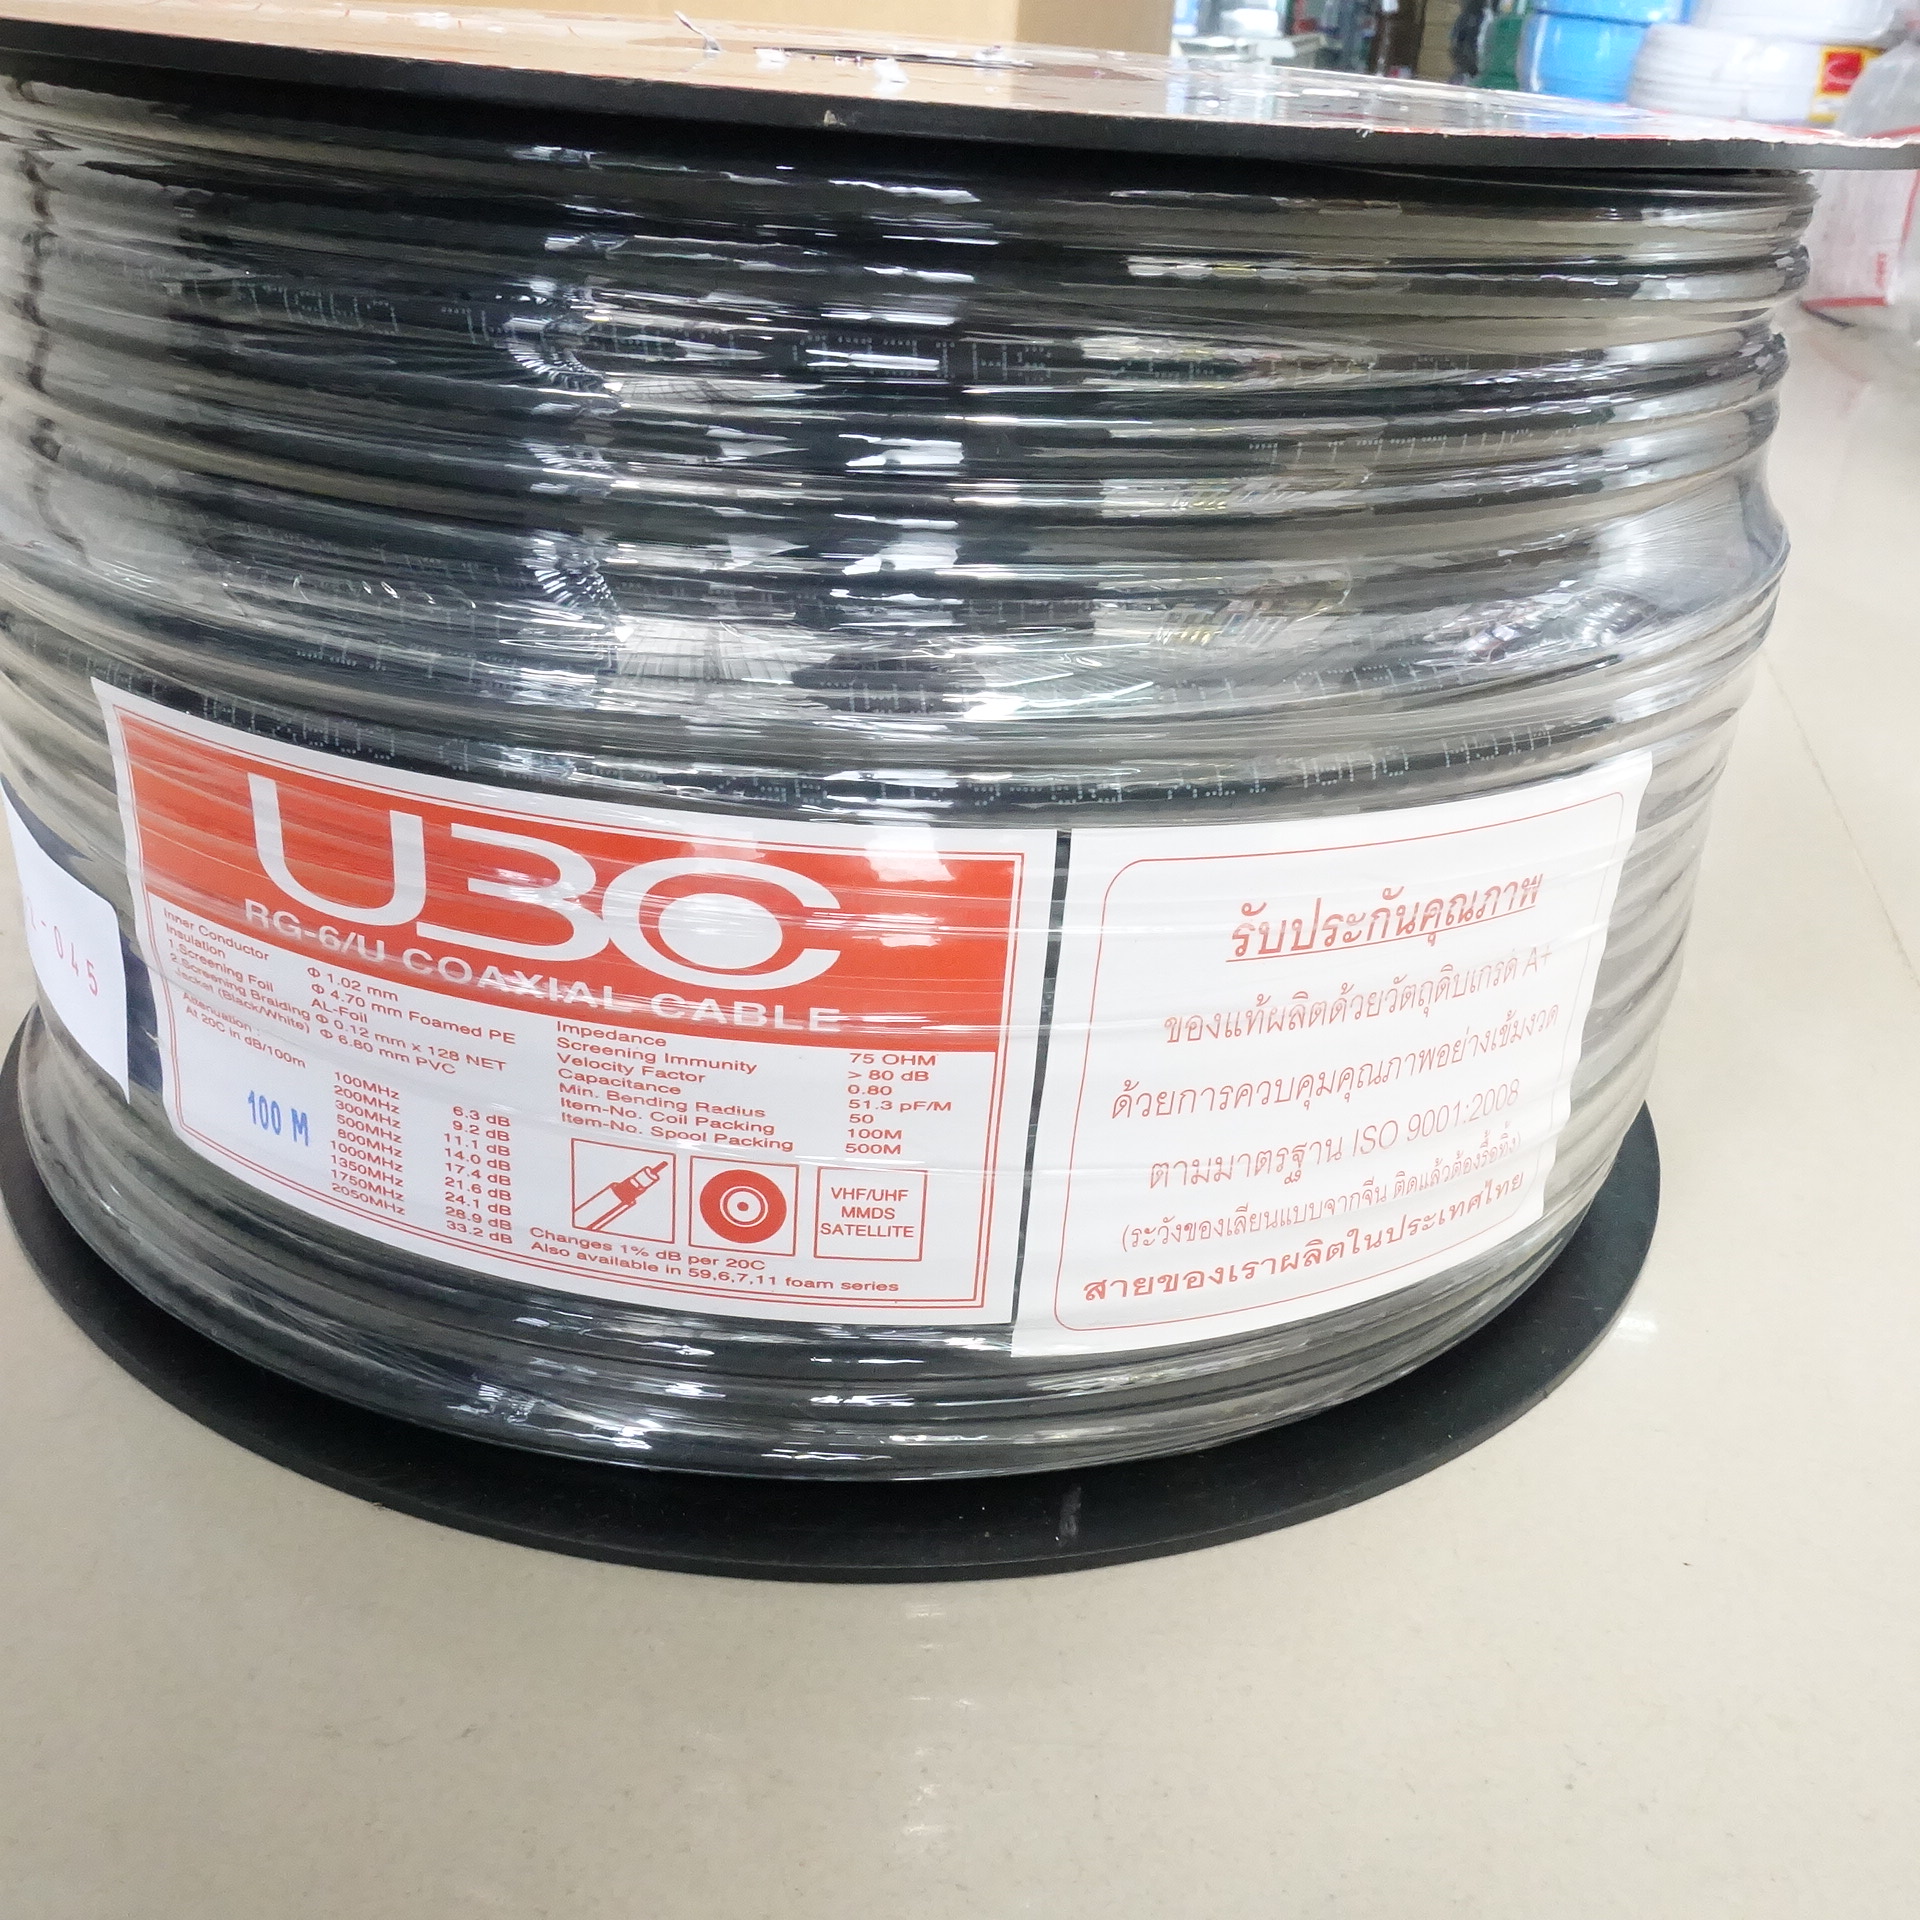 UBC
RG-6/U COAXIAL CABLE
Inner Conductor Φ 1.02 mm
Insulation Φ 4.70 mm Foamed PE
1.Screening Foil AL-Foil
2.Screening Braiding Φ 0.12 mm x 128 NET
Jacket (Black/White) Φ 6.80 mm PVC
Attenuation :
At 20C in dB/100m
100MHz 6.3 dB
200MHz 9.2 dB
300MHz 11.1 dB
500MHz 14.0 dB
800MHz 17.4 dB
1000MHz 21.6 dB
1350MHz 24.1 dB
1750MHz 28.9 dB
2050MHz 33.2 dB
100 M
Impedance 75 OHM
Screening Immunity > 80 dB
Velocity Factor 0.80
Capacitance 51.3 pF/M
Min. Bending Radius 50
Item-No. Coil Packing 100M
Item-No. Spool Packing 500M
VHF/UHF
MMDS
SATELLITE
Changes 1% dB per 20C
Also available in 59,6,7,11 foam series
รับประกันคุณภาพ
ของแท้ผลิตด้วยวัตถุดิบเกรด A+
ด้วยการควบคุมคุณภาพอย่างเข้มงวด
ตามมาตรฐาน ISO 9001:2008
(ระวังของเลียนแบบจากจีน ติดแล้วต้องรื้อทิ้ง)
สายของเราผลิตในประเทศไทย